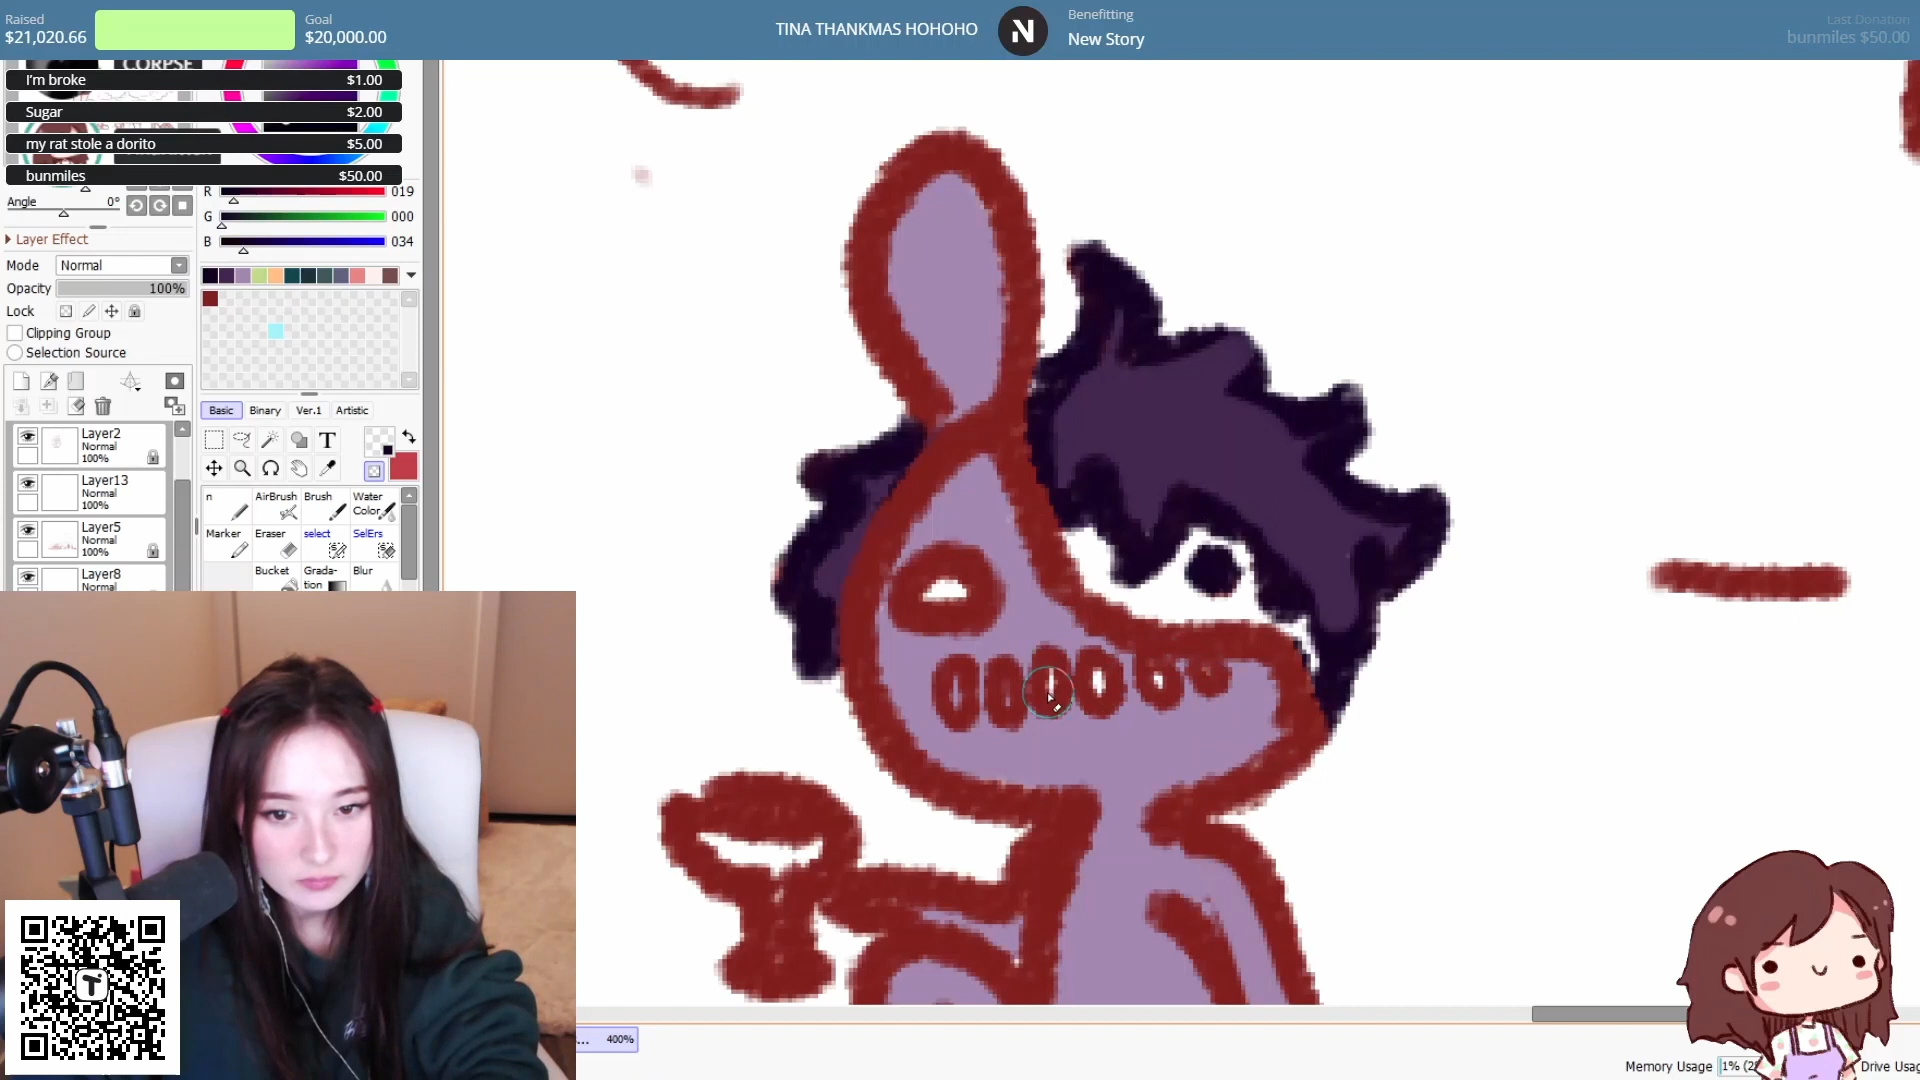 Raised
$21,020.66
Goal
$20,000.00
TINA THANKMAS HOHOHO
N
Benefitting
New Story
Last Donation
bunmiles $50.00
CORPSE
I'm broke $1.00
Sugar $2.00
my rat stole a dorito $5.00
bunmiles $50.00
Angle 0°
R 019
G 000
B 034
Layer Effect
Mode Normal
Opacity 100%
Lock
Clipping Group
Selection Source
Basic Binary Ver.1 Artistic
T
Layer2
Normal
100%
Layer13
Normal
100%
Layer5
Normal
100%
Layer8
Normal
n AirBrush Brush Water Color
Marker Eraser select SelErs
Bucket Grada-tion Blur
... 400%
Memory Usage 1%
Drive Usag